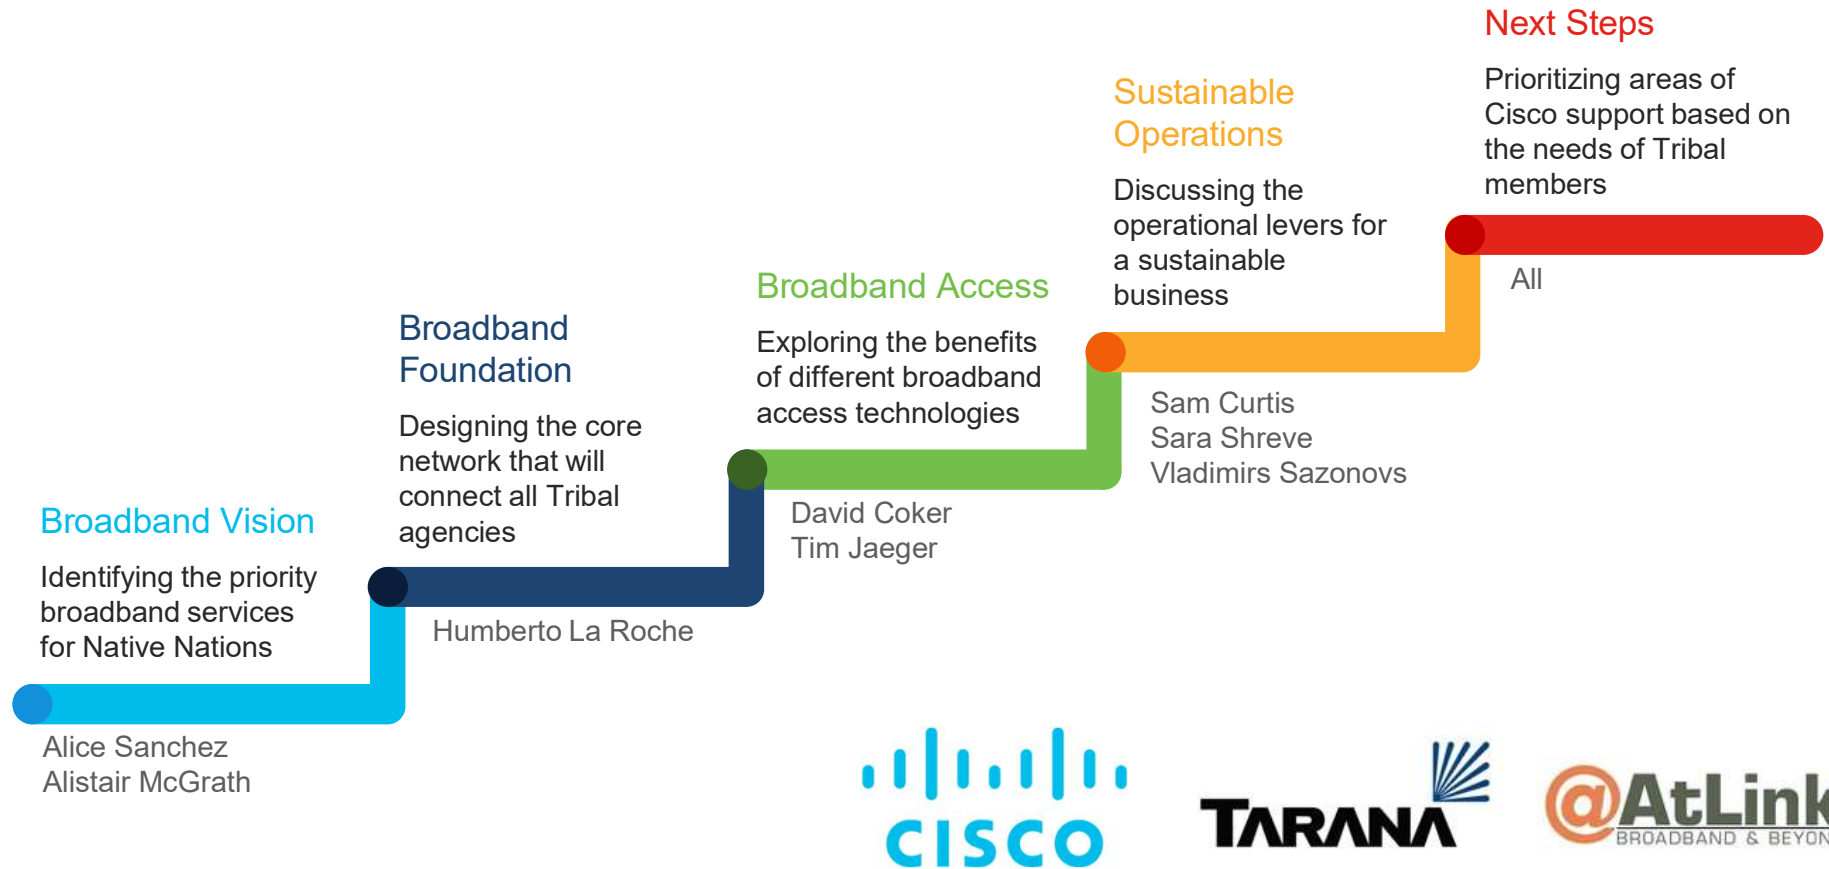 Next Steps
Prioritizing areas of
Cisco support based on
the needs of Tribal
members
All
Sustainable
Operations
Discussing the
operational levers for
a sustainable
business
Sam Curtis
Sara Shreve
Vladimirs Sazonovs
Broadband Access
Exploring the benefits
of different broadband
access technologies
David Coker
Tim Jaeger
Broadband
Foundation
Designing the core
network that will
connect all Tribal
agencies
Humberto La Roche
Broadband Vision
Identifying the priority
broadband services
for Native Nations
Alice Sanchez
Alistair McGrath
CISCO
TARANA
@AtLink
BROADBAND & BEYON